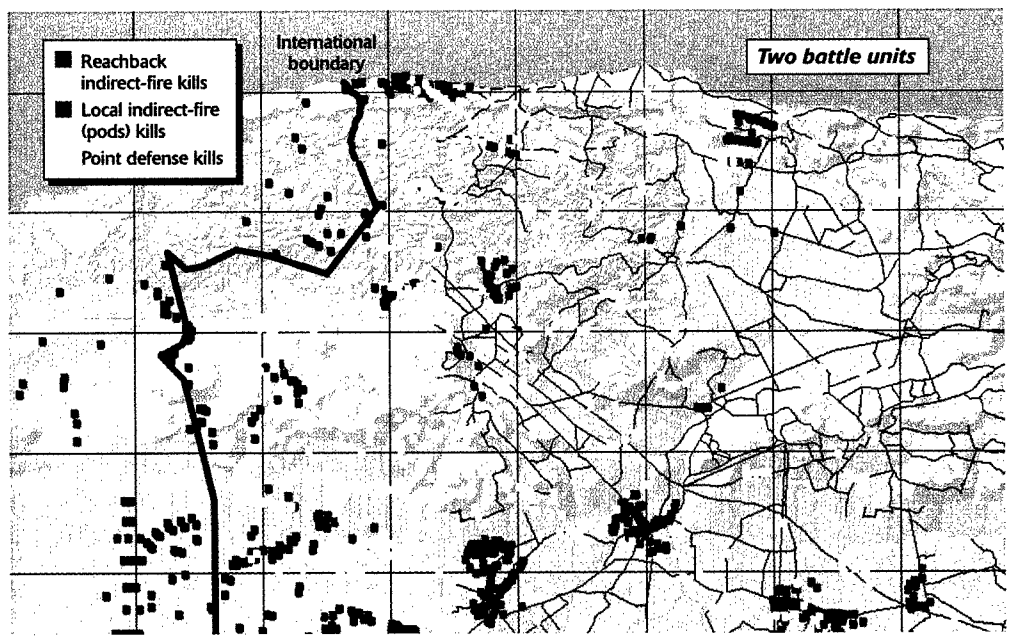 Reachback
indirect-fire kills
Local indirect-fire
(pods) kills
Point defense kills
International
boundary
Two battle units